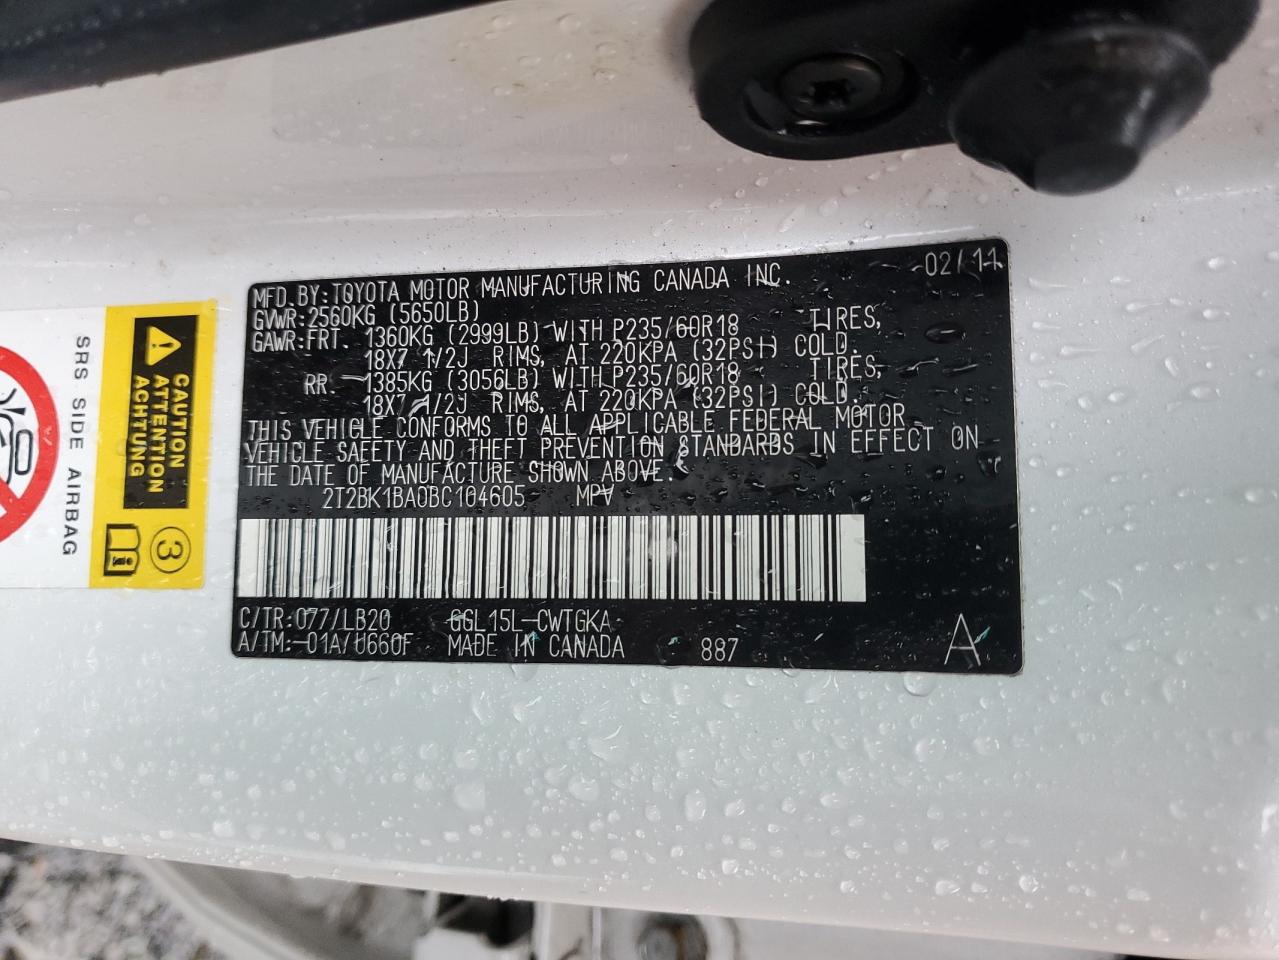 MFD.BY:TOYOTA MOTOR MANUFACTURING CANADA INC. 02/11
GVWR:2560KG (5650LB)
GAWR:FRT. 1360KG (2999LB) WITH P235/60R18 TIRES,
18X7 1/2J RIMS, AT 220KPA (32PSI) COLD.
RR. 1385KG (3056LB) WITH P235/60R18 TIRES,
18X7 1/2J RIMS, AT 220KPA (32PSI) COLD.
THIS VEHICLE CONFORMS TO ALL APPLICABLE FEDERAL MOTOR
VEHICLE SAFETY AND THEFT PREVENTION STANDARDS IN EFFECT ON
THE DATE OF MANUFACTURE SHOWN ABOVE.
2T2BK1BA0BC104605 MPV
C/TR:077/LB20 GGL15L-CWTGKA
A/TM:-01A/U660F MADE IN CANADA 887 A
CAUTION
ATTENTION
ACHTUNG
3
SRS SIDE AIRBAG